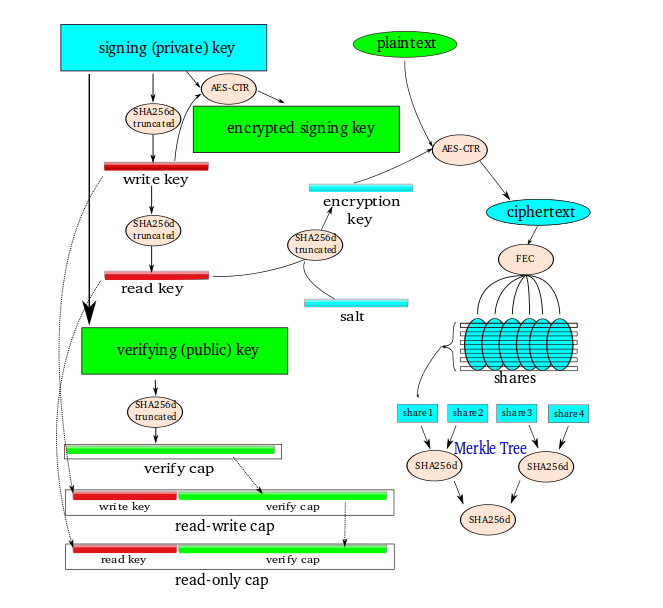 signing (private) key
plaintext
AES-CTR
SHA256d
truncated
encrypted signing key
AES-CTR
write key
encryption
key
ciphertext
SHA256d
truncated
SHA256d
truncated
FEC
read key
salt
verifying (public) key
shares
SHA256d
truncated
share1
share2
share3
share4
Merkle Tree
verify cap
SHA256d
SHA256d
write key
verify cap
SHA256d
read-write cap
read key
verify cap
read-only cap